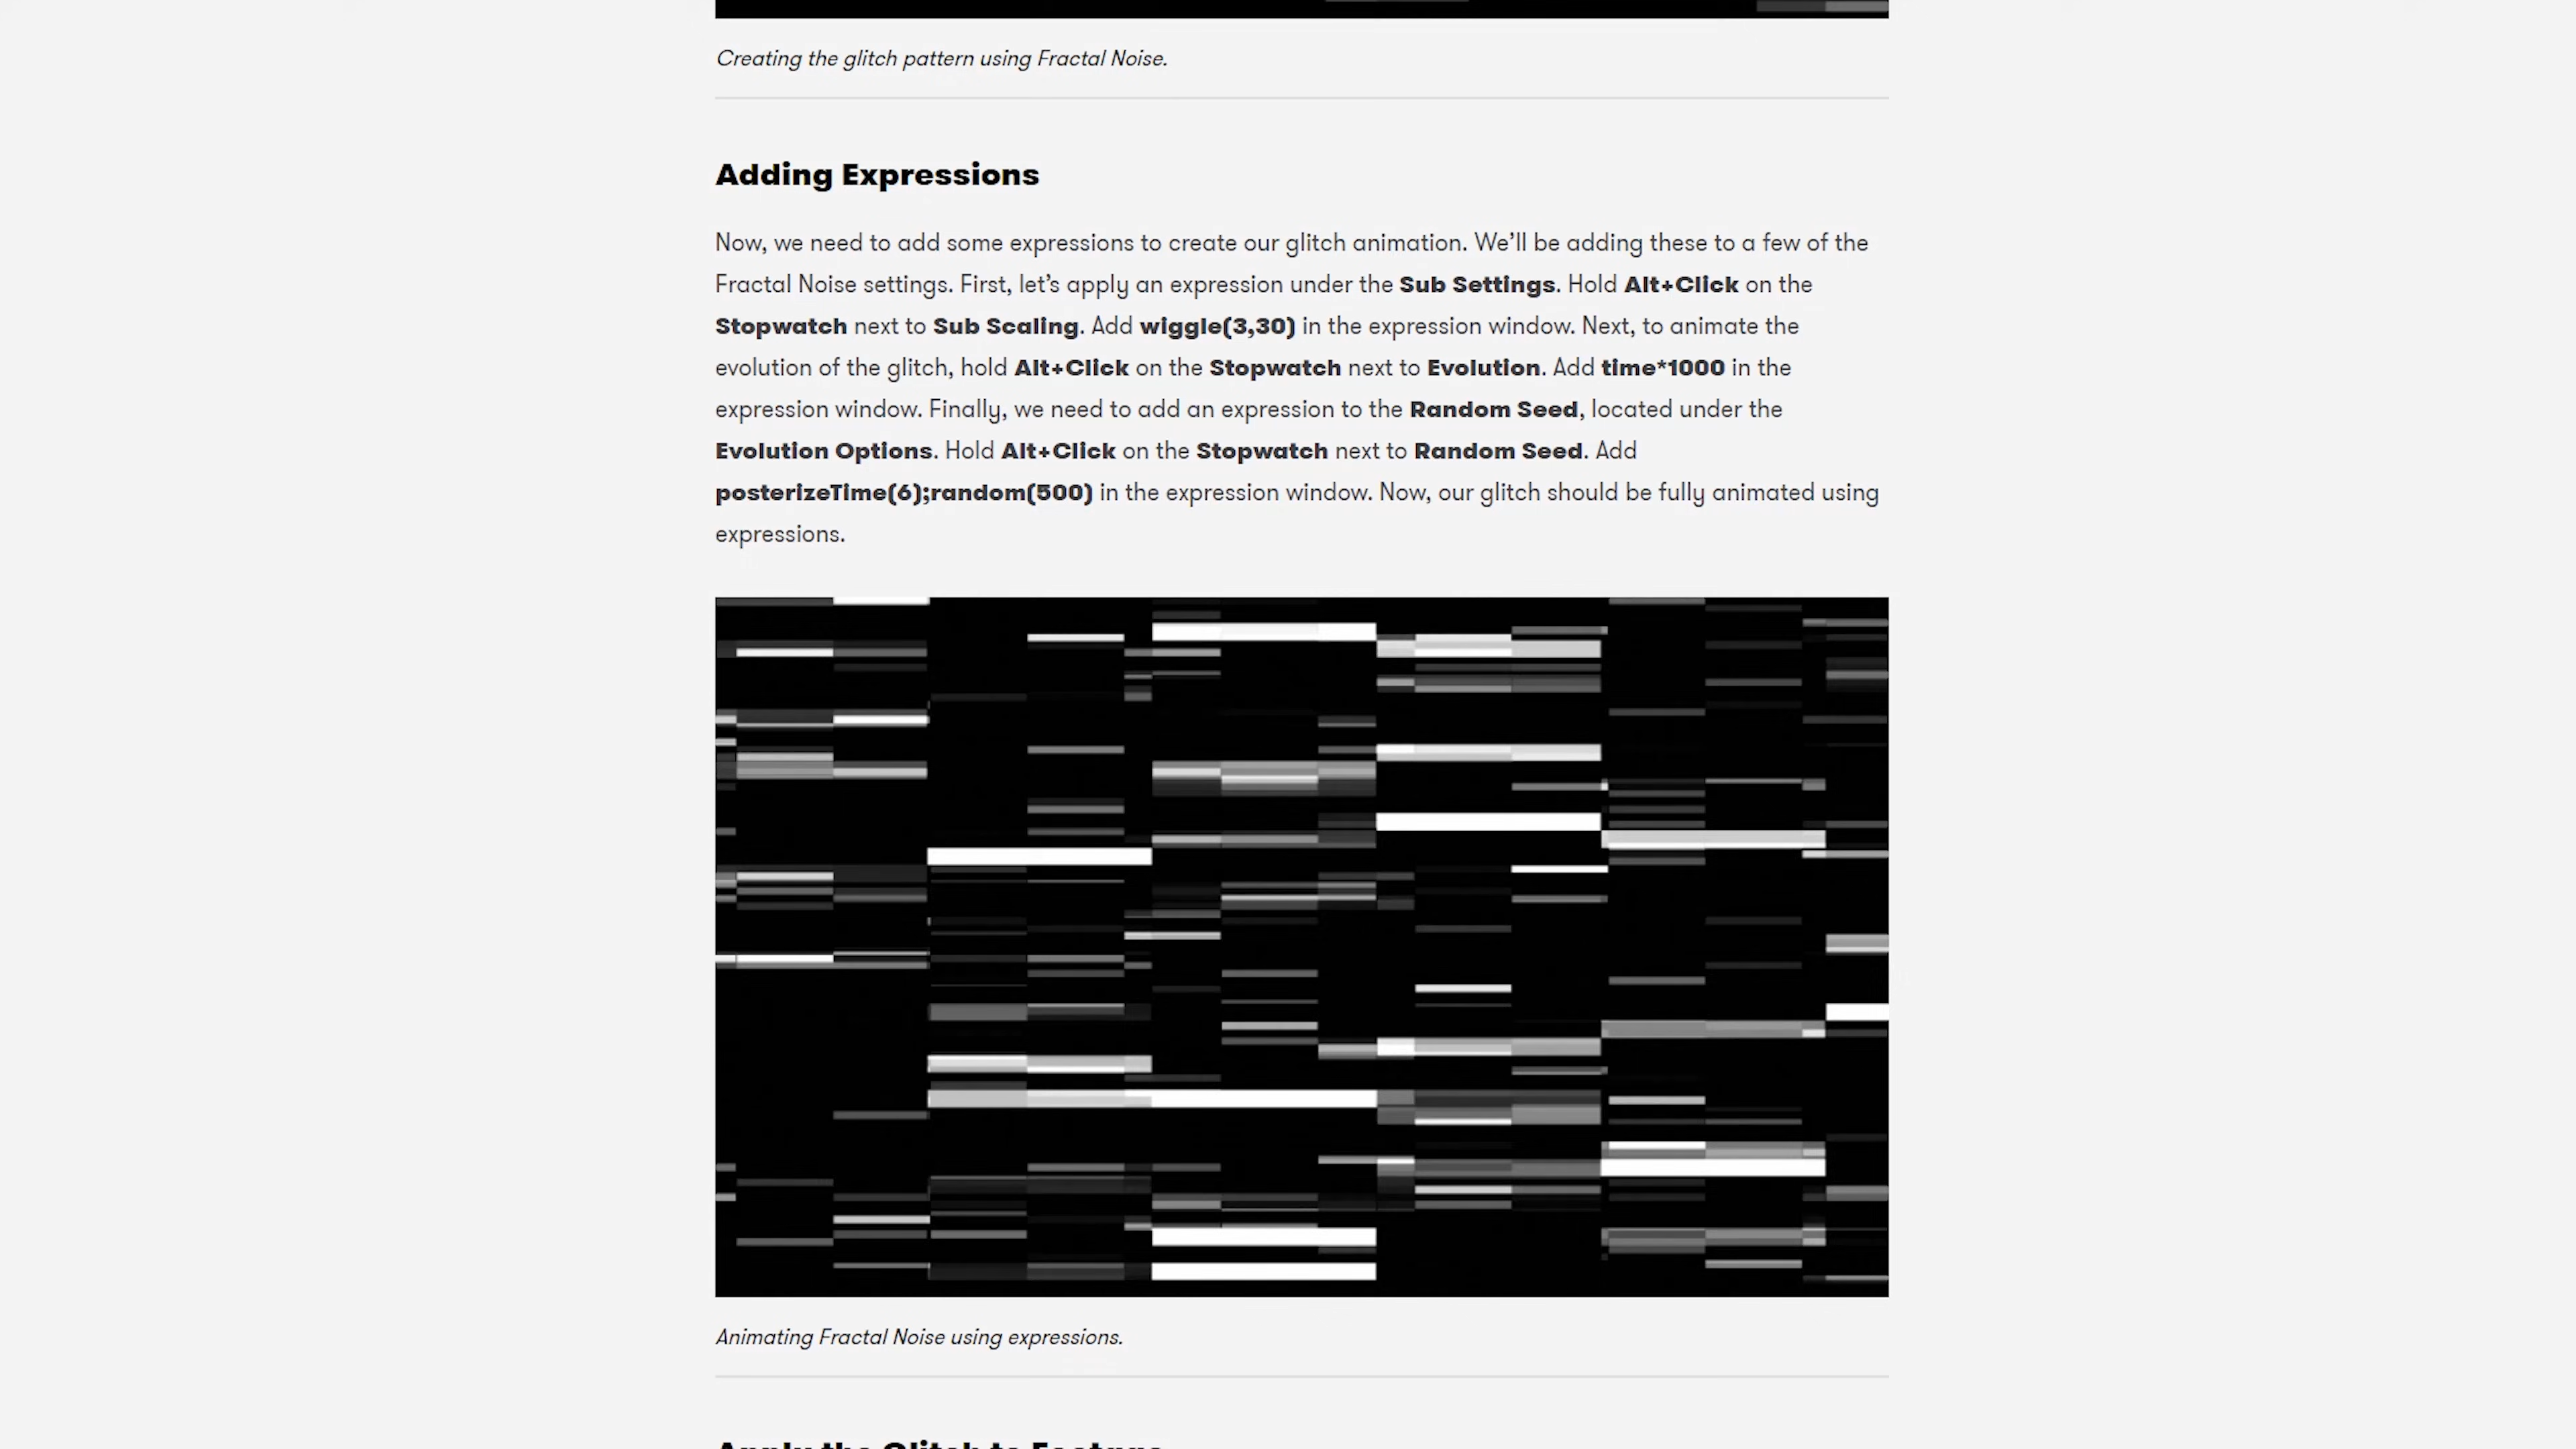 Creating the glitch pattern using Fractal Noise.
Adding Expressions
Now, we need to add some expressions to create our glitch animation. We’ll be adding these to a few of the
Fractal Noise settings. First, let’s apply an expression under the Sub Settings. Hold Alt+Click on the
Stopwatch next to Sub Scaling. Add wiggle(3,30) in the expression window. Next, to animate the
evolution of the glitch, hold Alt+Click on the Stopwatch next to Evolution. Add time*1000 in the
expression window. Finally, we need to add an expression to the Random Seed, located under the
Evolution Options. Hold Alt+Click on the Stopwatch next to Random Seed. Add
posterizeTime(6);random(500) in the expression window. Now, our glitch should be fully animated using
expressions.
Animating Fractal Noise using expressions.
Apply the Glitch to Footage